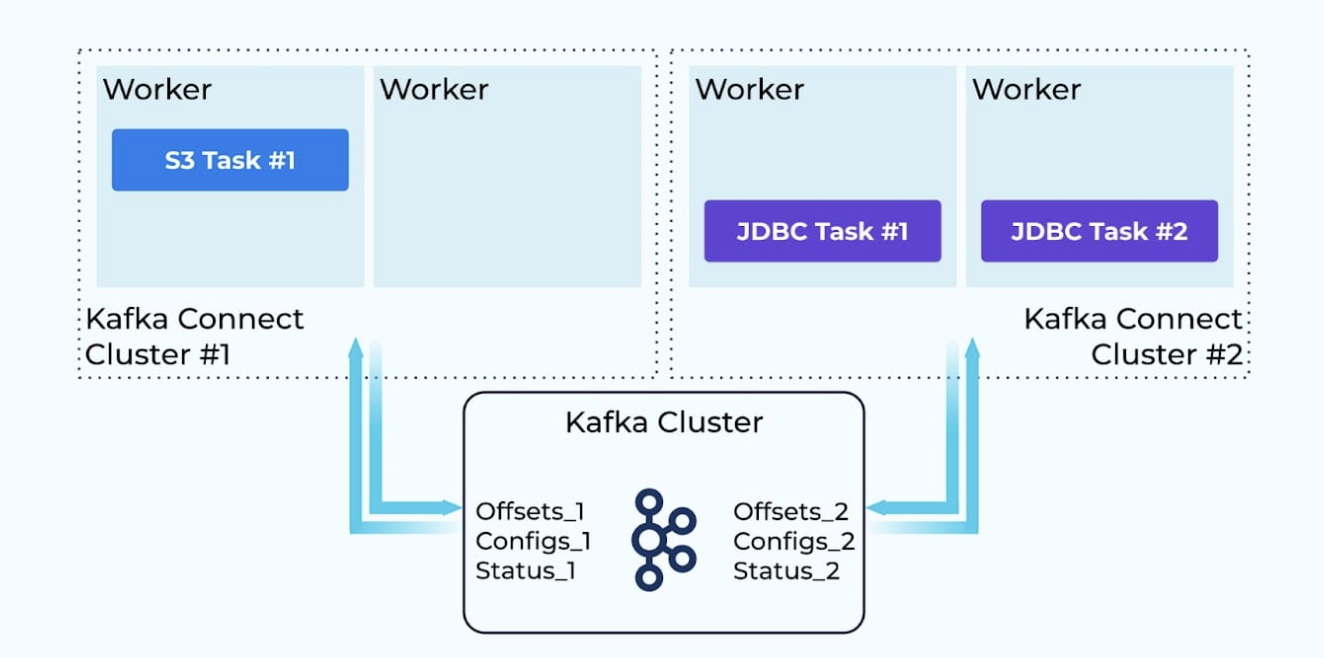 Worker
Worker
Worker
Worker
S3 Task #1
JDBC Task #1
JDBC Task #2
Kafka Connect
Cluster #1
Kafka Connect
Cluster #2
Kafka Cluster
Offsets_1
Configs_1
Status_1
Offsets_2
Configs_2
Status_2